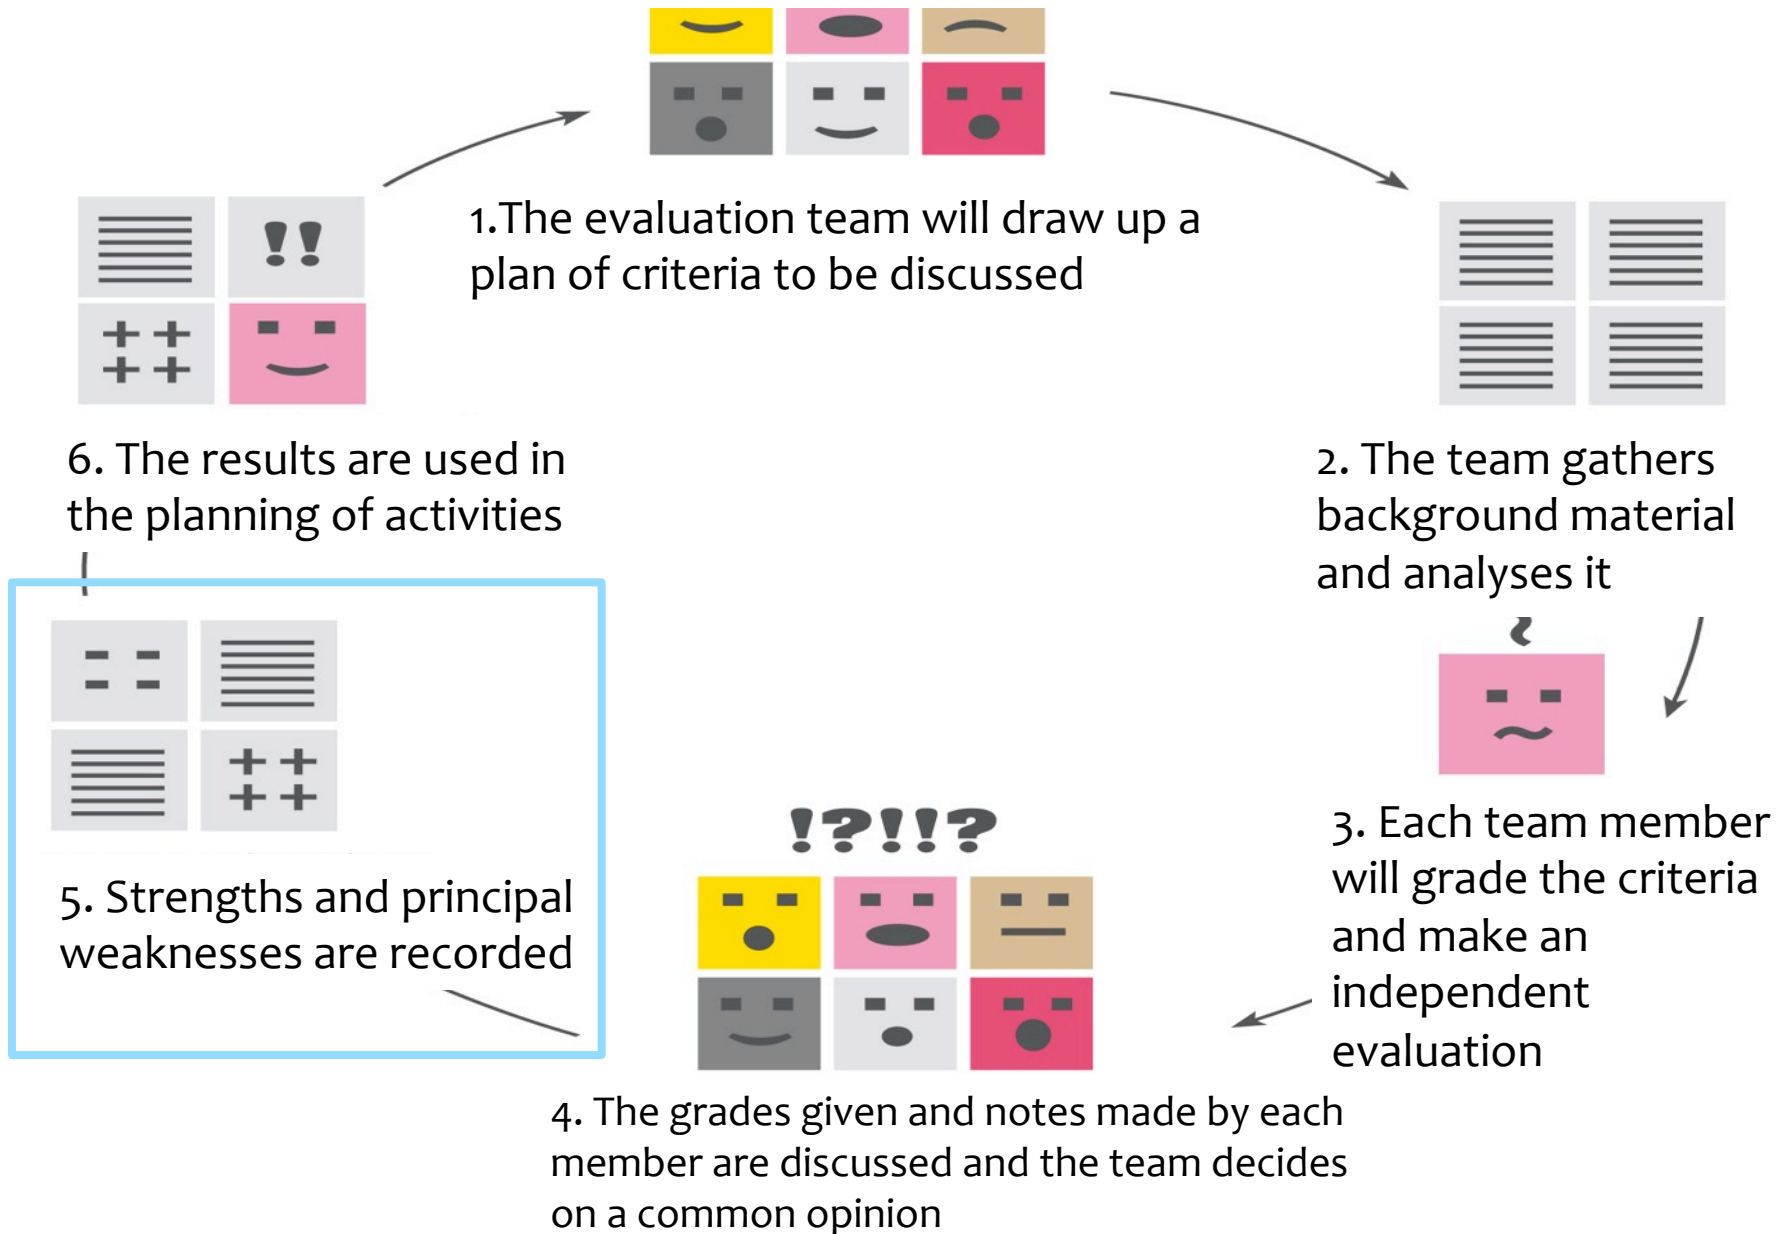 1.The evaluation team will draw up a
plan of criteria to be discussed
!!
6. The results are used in
the planning of activities
2. The team gathers
background material
and analyses it
3. Each team member
will grade the criteria
and make an
independent
evaluation
!?!!?
4. The grades given and notes made by each
member are discussed and the team decides
on a common opinion
5. Strengths and principal
weaknesses are recorded